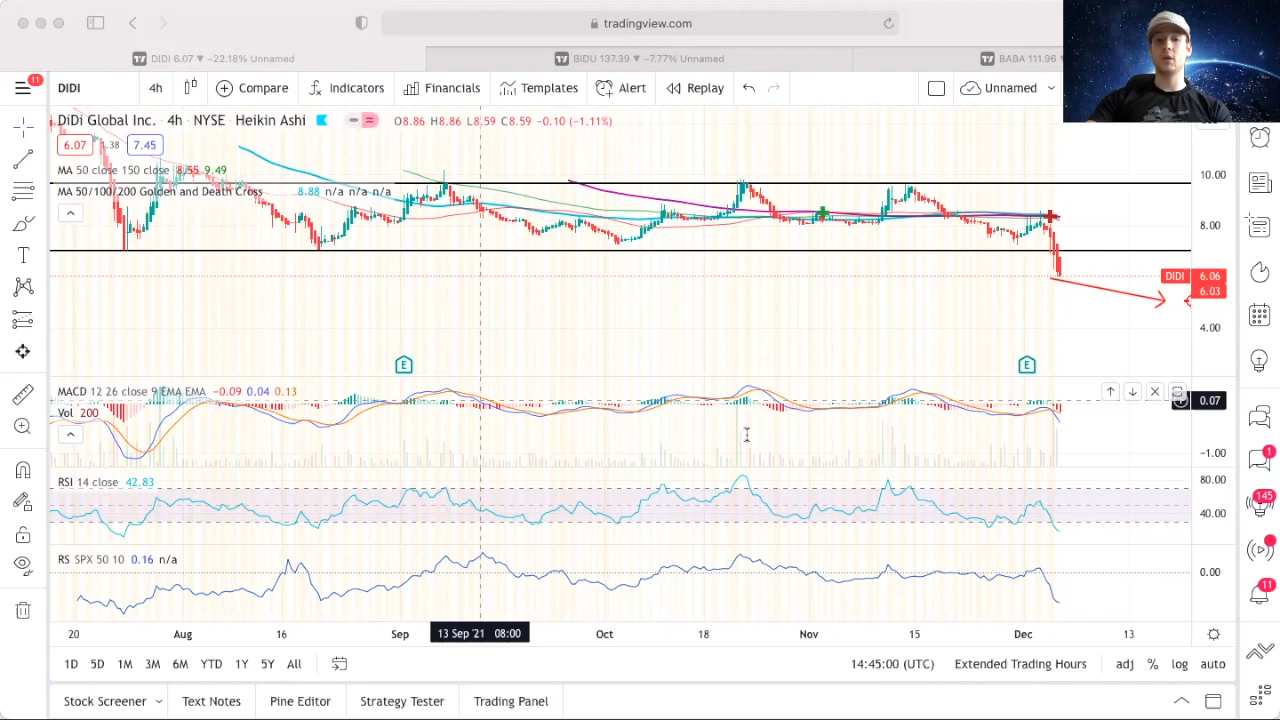 tradingview.com
DIDI 6.07 ▼ −22.18% Unnamed
BIDU 137.39 ▼ −7.77% Unnamed
BABA 111.96
11
DIDI
4h
Compare
Indicators
Financials
Templates
Alert
Replay
Unnamed
DiDi Global Inc. · 4h · NYSE · Heikin Ashi
O8.86 H8.86 L8.59 C8.59 −0.10 (−1.11%)
6.07
7.45
MA 50 close 150 close 8.55 9.49
MA 50/100/200 Golden and Death Cross 8.88 n/a n/a n/a
10.00
8.00
DIDI 6.06
6.03
4.00
E
E
MACD 12 26 close 9 EMA EMA −0.09 0.04 0.13
0.07
Vol 200
−1.00
RSI 14 close 42.83
80.00
40.00
RS SPX 50 10 0.16 n/a
0.00
1
145
11
20
Aug
16
Sep
13 Sep '21 08:00
Oct
18
Nov
15
Dec
13
1D 5D 1M 3M 6M YTD 1Y 5Y All
14:45:00 (UTC)
Extended Trading Hours
adj % log auto
Stock Screener
Text Notes
Pine Editor
Strategy Tester
Trading Panel